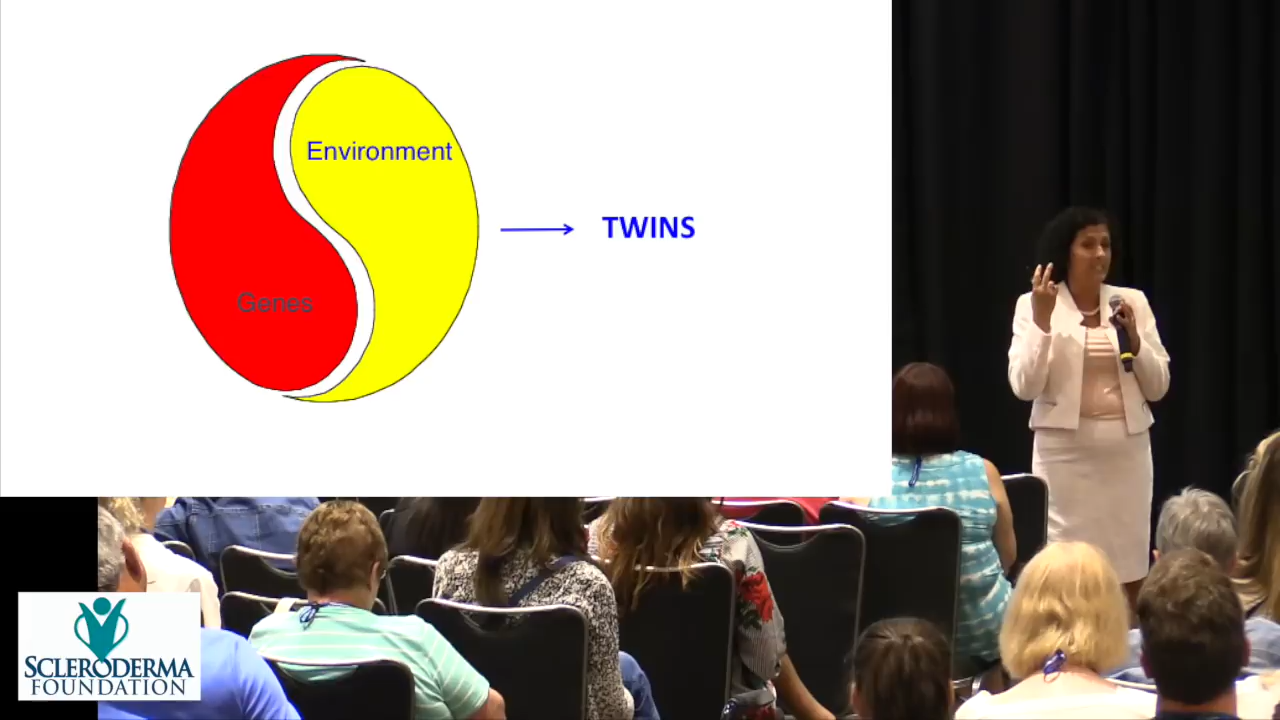 Environment
TWINS
Genes
SCLERODERMA
FOUNDATION